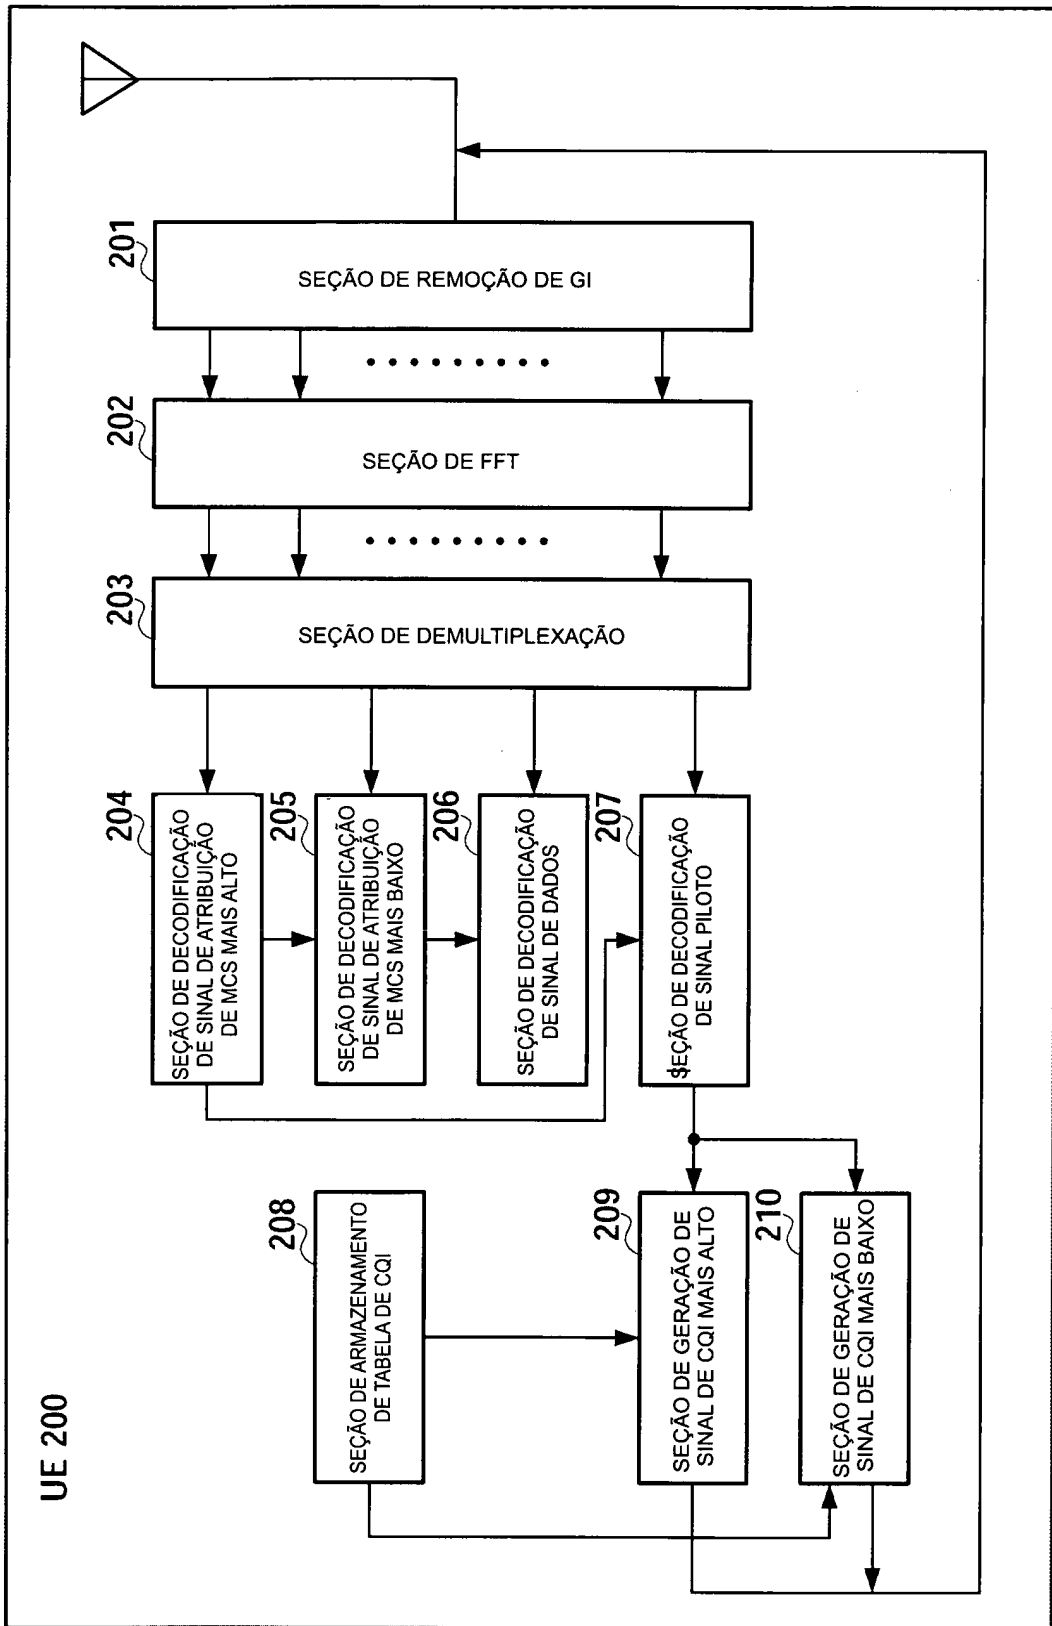 UE 200
201
SEÇÃO DE REMOÇÃO DE GI
202
SEÇÃO DE FFT
203
SEÇÃO DE DEMULTIPLEXAÇÃO
204
SEÇÃO DE DECODIFICAÇÃO
DE SINAL DE ATRIBUIÇÃO
DE MCS MAIS ALTO
205
SEÇÃO DE DECODIFICAÇÃO
DE SINAL DE ATRIBUIÇÃO
DE MCS MAIS BAIXO
206
SEÇÃO DE DECODIFICAÇÃO
DE SINAL DE DADOS
207
SEÇÃO DE DECODIFICAÇÃO
DE SINAL PILOTO
208
SEÇÃO DE ARMAZENAMENTO
DE TABELA DE CQI
209
SEÇÃO DE GERAÇÃO DE
SINAL DE CQI MAIS ALTO
210
SEÇÃO DE GERAÇÃO DE
SINAL DE CQI MAIS BAIXO